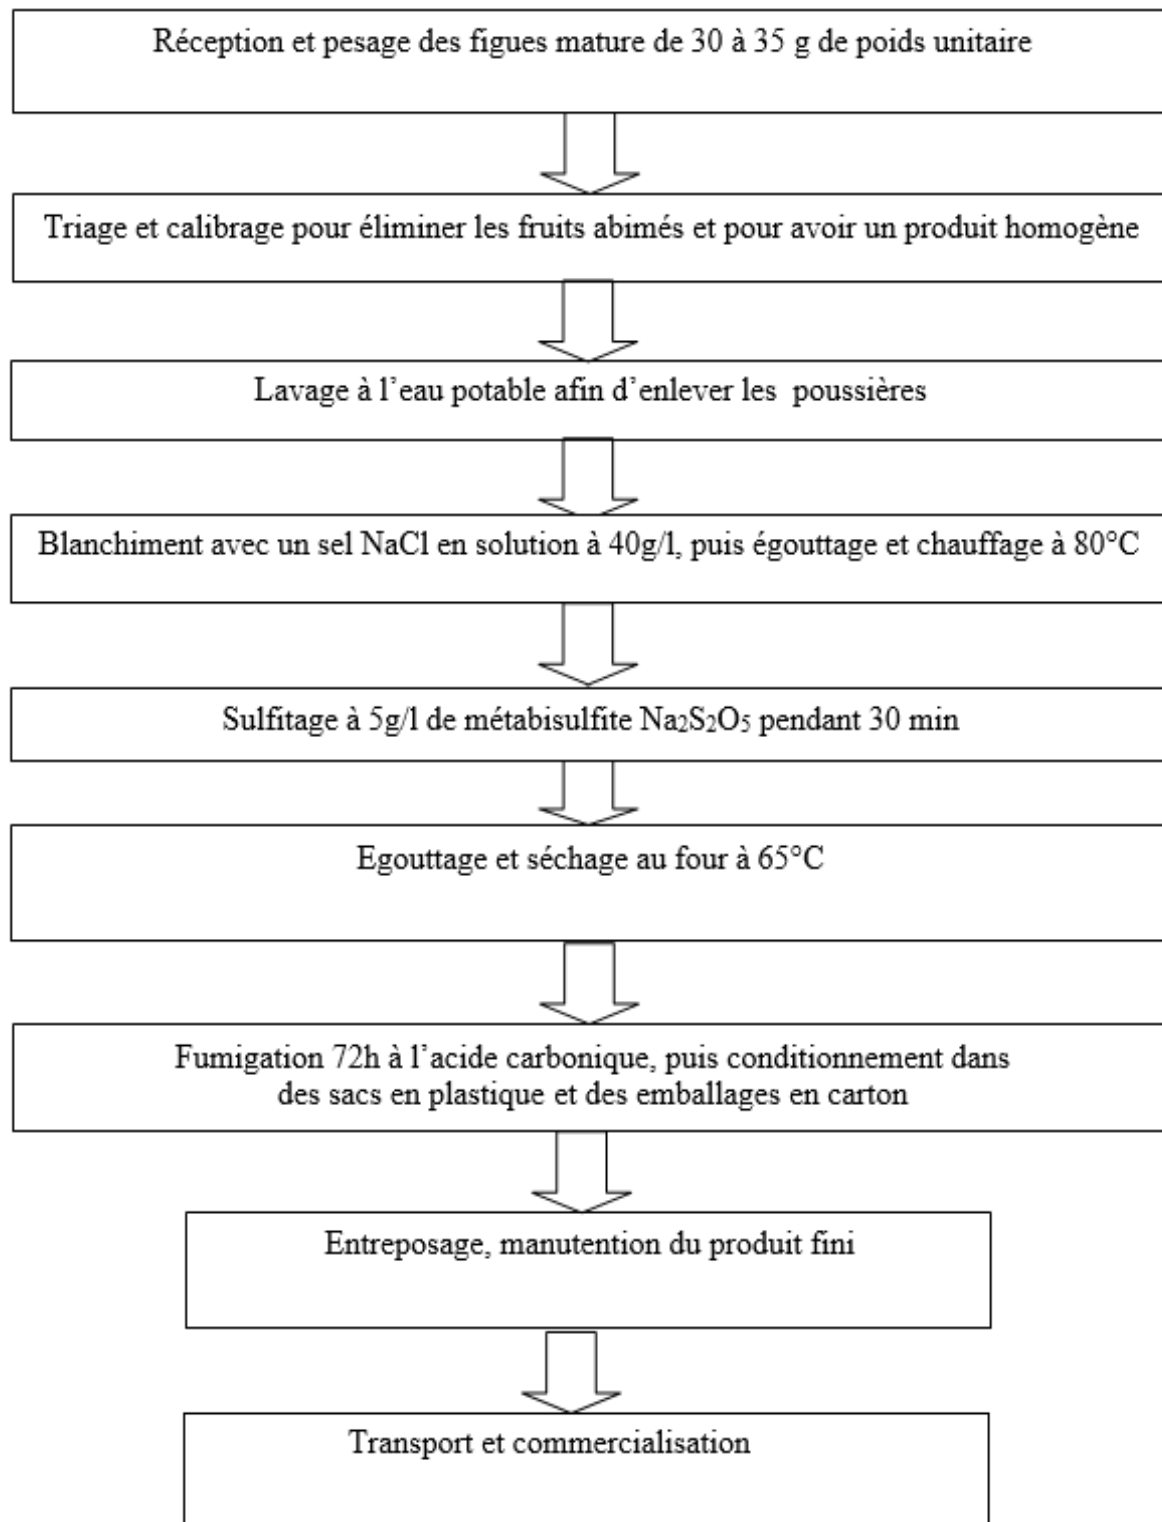 Réception et pesage des figues mature de 30 à 35 g de poids unitaire
Triage et calibrage pour éliminer les fruits abimés et pour avoir un produit homogène
Lavage à l’eau potable afin d’enlever les poussières
Blanchiment avec un sel NaCl en solution à 40g/l, puis égouttage et chauffage à 80°C
Sulfitage à 5g/l de métabisulfite Na₂S₂O₅ pendant 30 min
Egouttage et séchage au four à 65°C
Fumigation 72h à l’acide carbonique, puis conditionnement dans
des sacs en plastique et des emballages en carton
Entreposage, manutention du produit fini
Transport et commercialisation